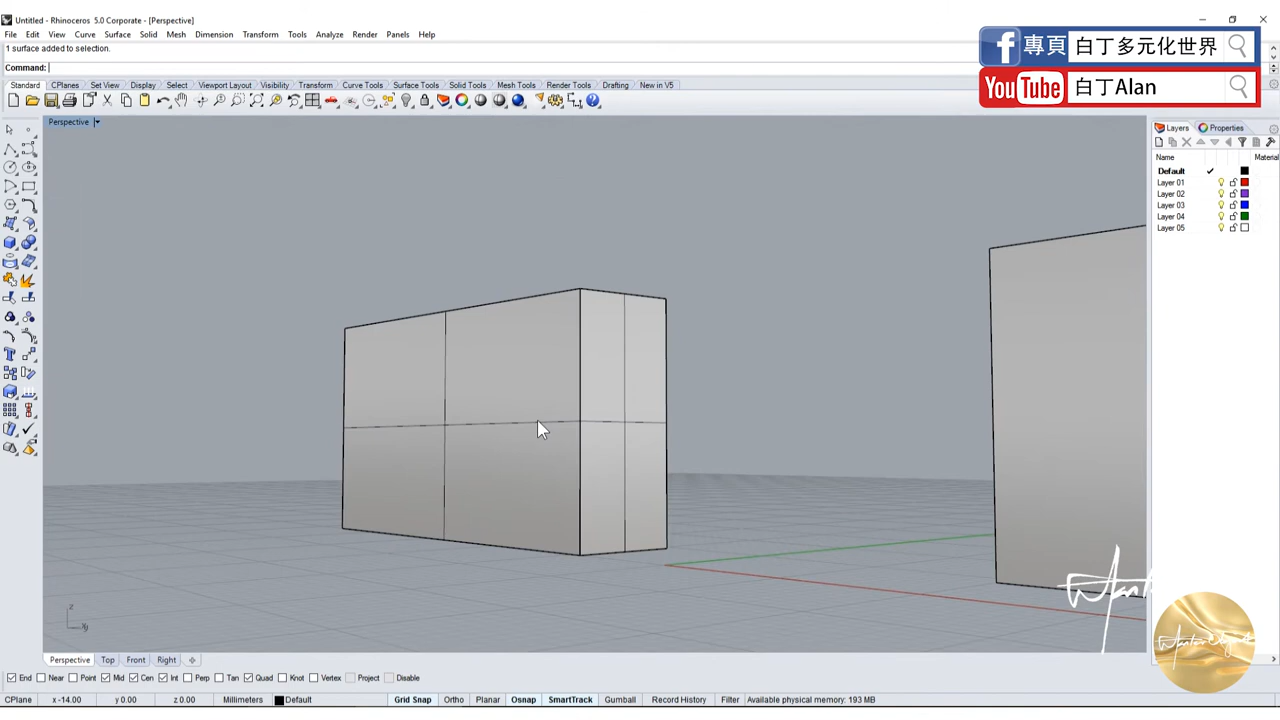 Untitled - Rhinoceros 5.0 Corporate - [Perspective]
File Edit View Curve Surface Solid Mesh Dimension Transform Tools Analyze Render Panels Help
1 surface added to selection.
Command:
f 專頁 白丁多元化世界
YouTube 白丁Alan
Standard CPlanes Set View Display Select Viewport Layout Visibility Transform Curve Tools Surface Tools Solid Tools Mesh Tools Render Tools Drafting New in V5
Perspective
Layers Properties
Name Material
Default
Layer 01
Layer 02
Layer 03
Layer 04
Layer 05
z
Perspective Top Front Right
End Near Point Mid Cen Int Perp Tan Quad Knot Vertex Project Disable
CPlane x -14.00 y 0.00 z 0.00 Millimeters Default Grid Snap Ortho Planar Osnap SmartTrack Gumball Record History Filter Available physical memory: 193 MB